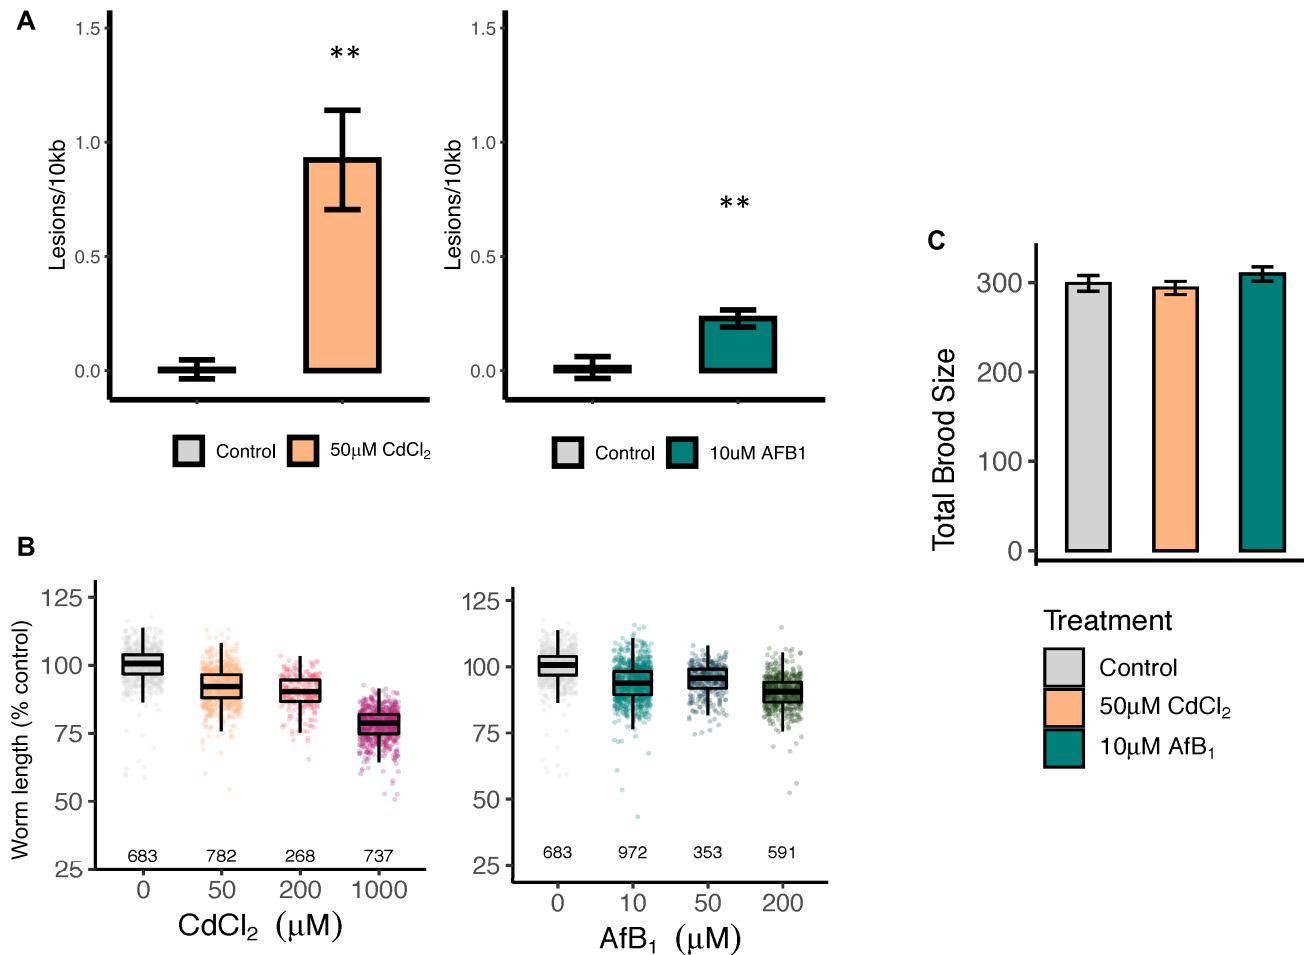 A
Lesions/10kb
1.5
1.0
0.5
0.0
**
Control
50μM CdCl₂
Lesions/10kb
1.5
1.0
0.5
0.0
**
Control
10uM AFB1
B
Worm length (% control)
125
100
75
50
25
683 782 268 737
0 50 200 1000
CdCl₂ (μM)
125
100
75
50
25
683 972 353 591
0 10 50 200
AfB₁ (μM)
C
Total Brood Size
300
200
100
0
Treatment
Control
50μM CdCl₂
10μM AfB₁